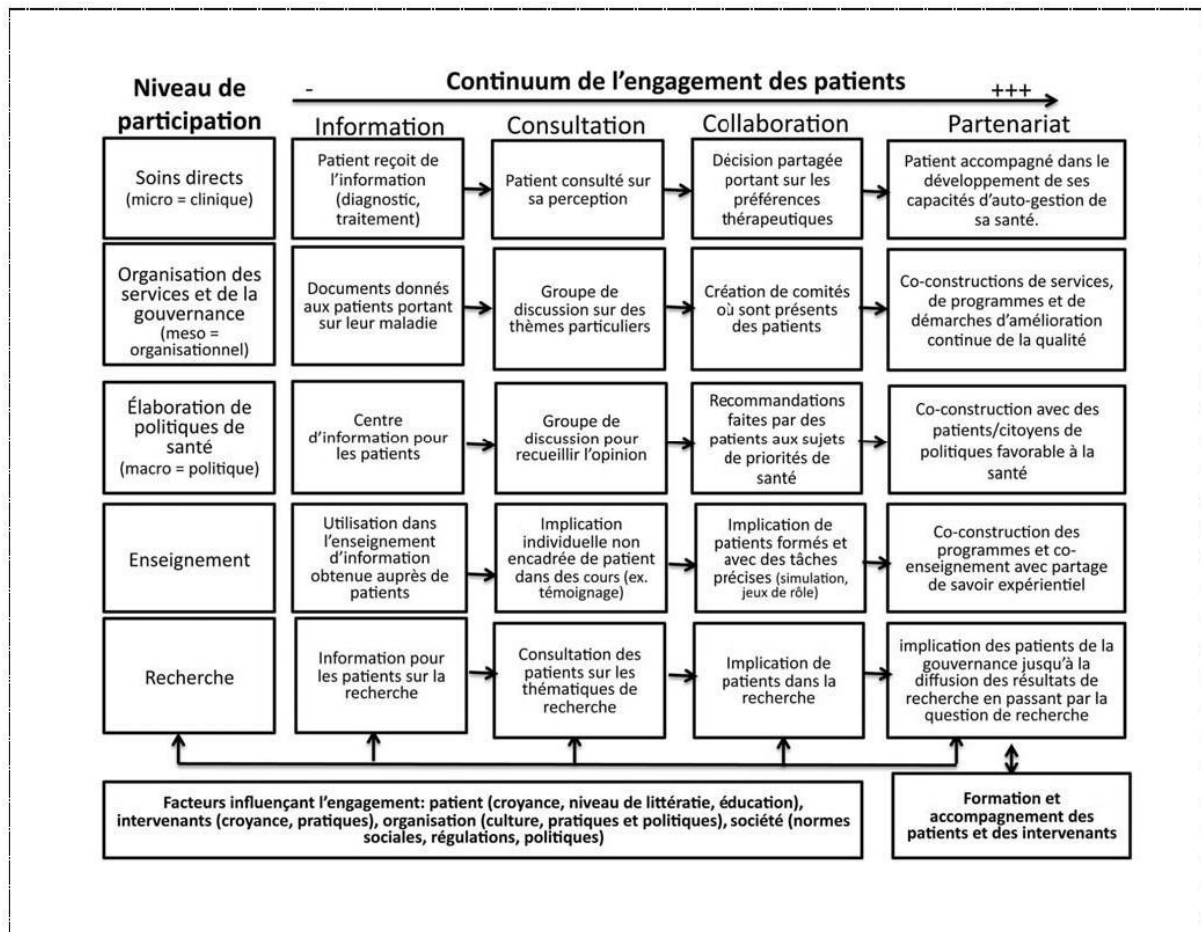 Niveau de
participation
Continuum de l'engagement des patients
-
+++
Information
Consultation
Collaboration
Partenariat
Soins directs
(micro = clinique)
Patient reçoit de
l'information
(diagnostic,
traitement)
Patient consulté sur
sa perception
Décision partagée
portant sur les
préférences
thérapeutiques
Patient accompagné dans le
développement de ses
capacités d'auto-gestion de
sa santé.
Organisation des
services et de la
gouvernance
(meso =
organisationnel)
Documents donnés
aux patients portant
sur leur maladie
Groupe de
discussion sur des
thèmes particuliers
Création de comités
où sont présents
des patients
Co-constructions de services,
de programmes et de
démarches d'amélioration
continue de la qualité
Élaboration de
politiques de
santé
(macro = politique)
Centre
d'information pour
les patients
Groupe de
discussion pour
recueillir l'opinion
Recommandations
faites par des
patients aux sujets
de priorités de
santé
Co-construction avec des
patients/citoyens de
politiques favorable à la
santé
Enseignement
Utilisation dans
l'enseignement
d'information
obtenue auprès de
patients
Implication
individuelle non
encadrée de patient
dans des cours (ex.
témoignage)
Implication de
patients formés et
avec des tâches
précises (simulation,
jeux de rôle)
Co-construction des
programmes et co-
enseignement avec partage
de savoir expérientiel
Recherche
Information pour
les patients sur la
recherche
Consultation des
patients sur les
thématiques de
recherche
Implication de
patients dans la
recherche
implication des patients de la
gouvernance jusqu'à la
diffusion des résultats de
recherche en passant par la
question de recherche
Facteurs influençant l'engagement: patient (croyance, niveau de littératie, éducation),
intervenants (croyance, pratiques), organisation (culture, pratiques et politiques), société (normes
sociales, régulations, politiques)
Formation et
accompagnement des
patients et des intervenants